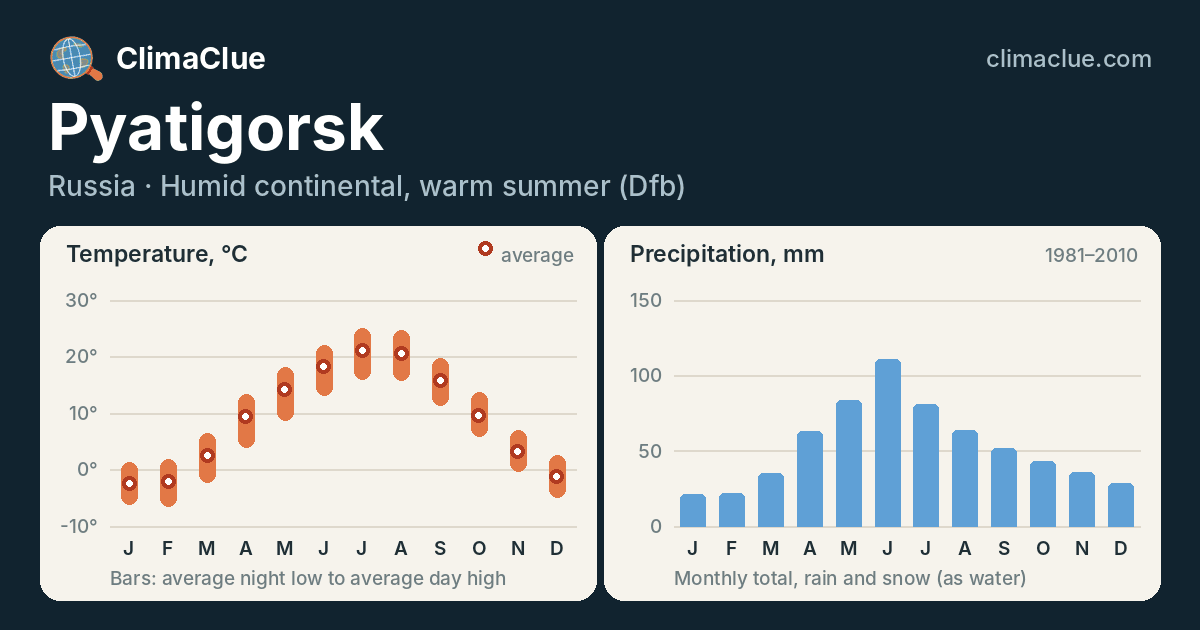 ClimaClue
climaclue.com
Pyatigorsk
Russia · Humid continental, warm summer (Dfb)
Temperature, °C
average
30°
20°
10°
0°
-10°
J F M A M J J A S O N D
Bars: average night low to average day high
Precipitation, mm
1981–2010
150
100
50
0
J F M A M J J A S O N D
Monthly total, rain and snow (as water)